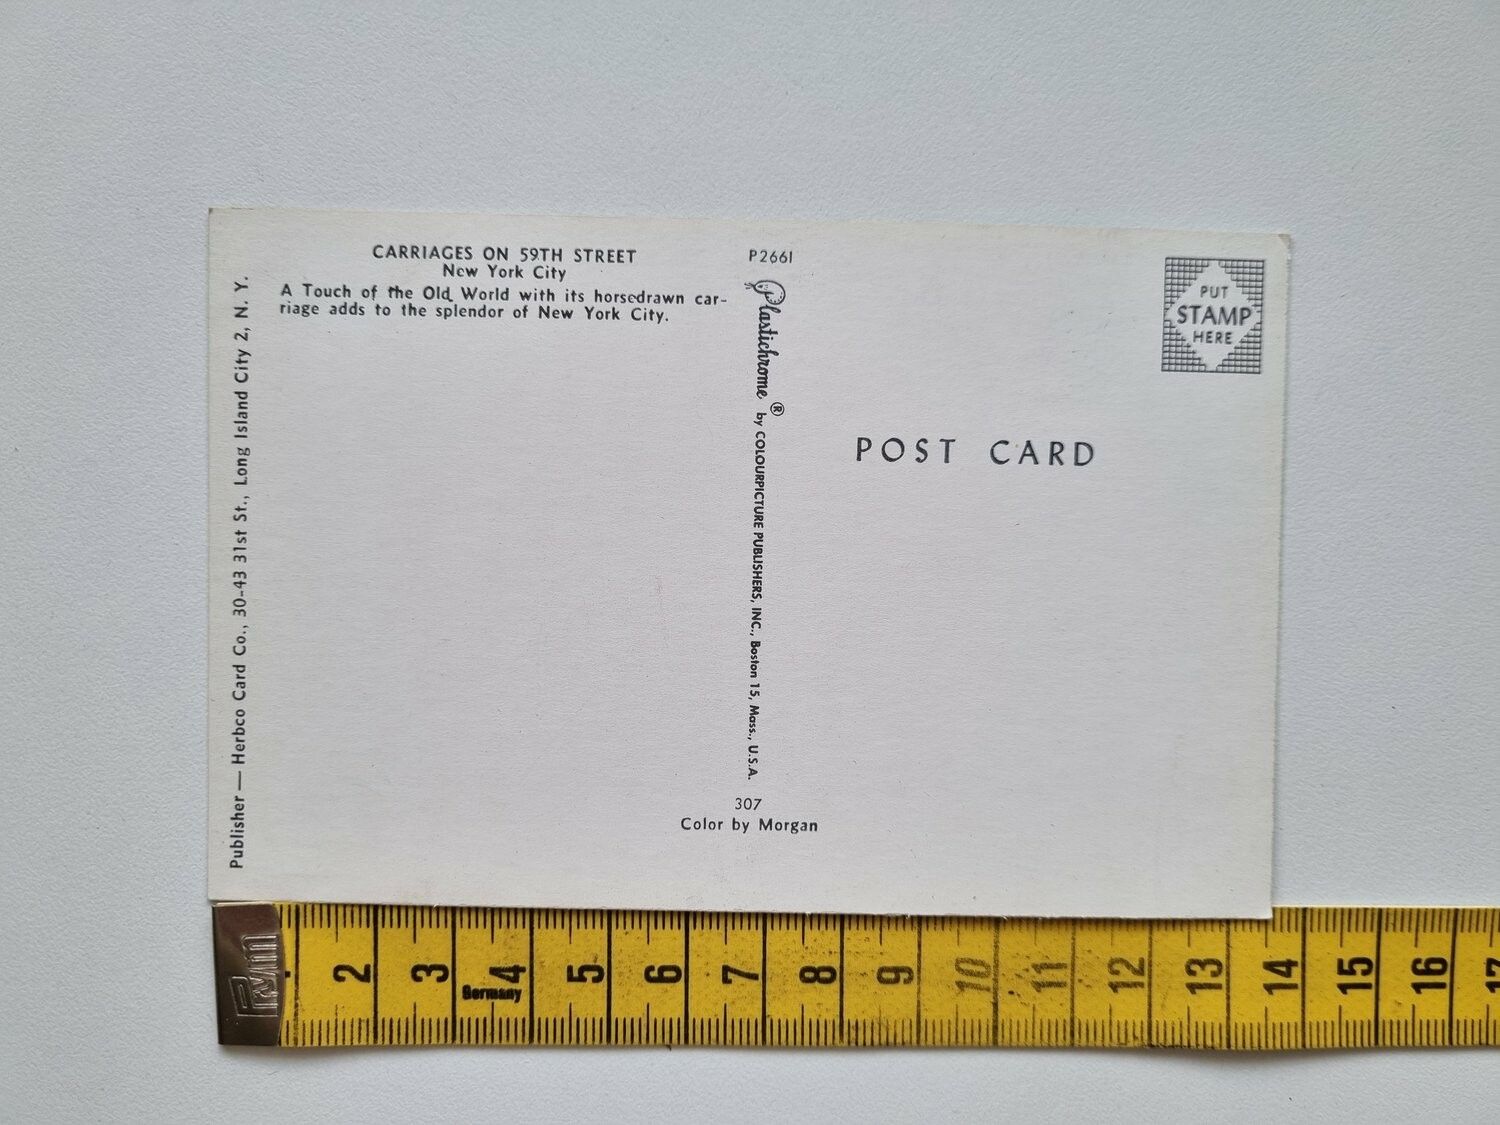 CARRIAGES ON 59TH STREET
New York City
A Touch of the Old World with its horsedrawn car-
riage adds to the splendor of New York City.
Publisher — Herbco Card Co., 30-43 31st St., Long Island City 2, N. Y.
P2661
Plastichrome ® by COLOURPICTURE PUBLISHERS, INC., Boston 15, Mass., U.S.A.
307
Color by Morgan
PUT
STAMP
HERE
POST CARD
Prym
2 3 4 5 6 7 8 9 10 11 12 13 14 15 16 17
Germany